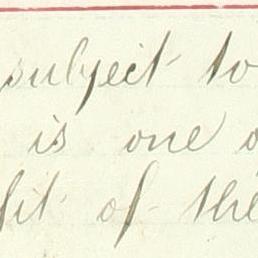 subject to
is one
fit of the